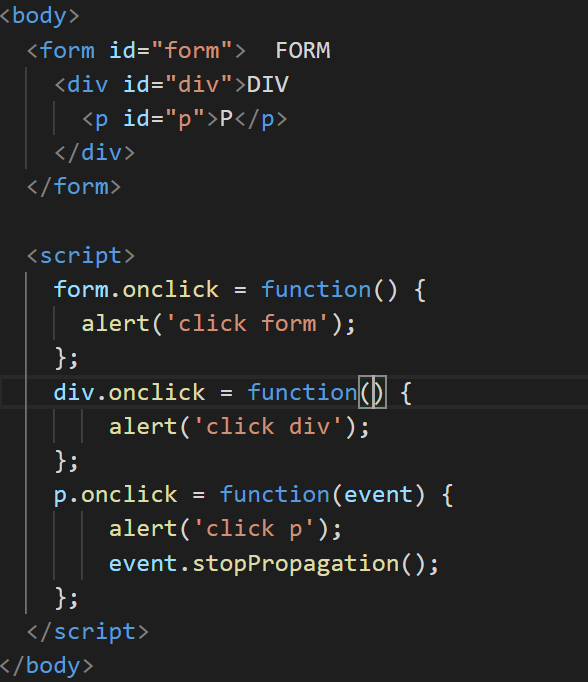 <body>
<form id="form">  FORM
<div id="div">DIV
<p id="p">P</p>
</div>
</form>
<script>
form.onclick = function() {
alert('click form');
};
div.onclick = function() {
alert('click div');
};
p.onclick = function(event) {
alert('click p');
event.stopPropagation();
};
</script>
</body>